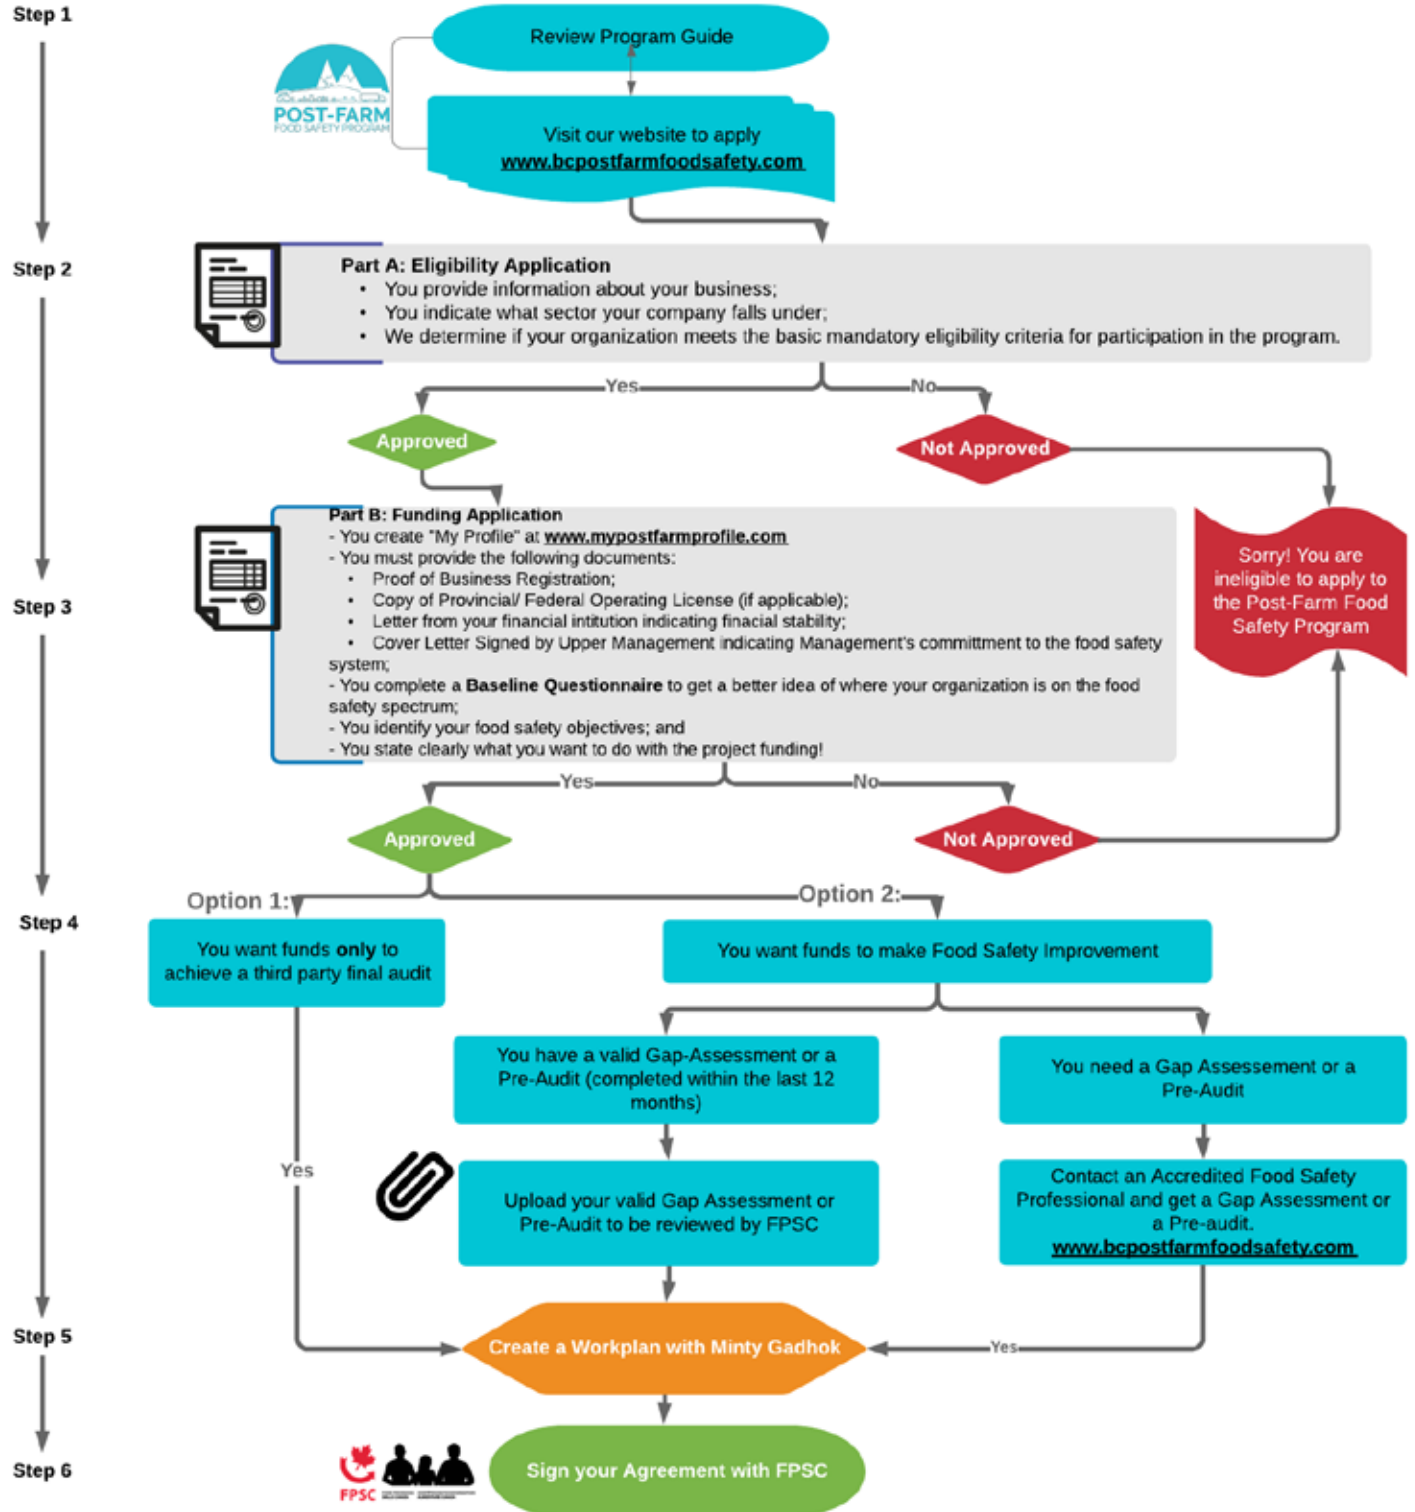 Step 1
Review Program Guide
POST-FARM
FOOD SAFETY PROGRAM
Visit our website to apply
www.bcpostfarmfoodsafety.com
Step 2
Part A: Eligibility Application
• You provide information about your business;
• You indicate what sector your company falls under;
• We determine if your organization meets the basic mandatory eligibility criteria for participation in the program.
Yes
No
Approved
Not Approved
Step 3
Part B: Funding Application
- You create "My Profile" at www.mypostfarmprofile.com
- You must provide the following documents:
• Proof of Business Registration;
• Copy of Provincial/ Federal Operating License (if applicable);
• Letter from your financial intitution indicating finacial stability;
• Cover Letter Signed by Upper Management indicating Management's committment to the food safety
system;
- You complete a Baseline Questionnaire to get a better idea of where your organization is on the food
safety spectrum;
- You identify your food safety objectives; and
- You state clearly what you want to do with the project funding!
Sorry! You are
ineligible to apply to
the Post-Farm Food
Safety Program
Yes
No
Approved
Not Approved
Step 4
Option 1:
Option 2:
You want funds only to
achieve a third party final audit
You want funds to make Food Safety Improvement
You have a valid Gap-Assessment or a
Pre-Audit (completed within the last 12
months)
You need a Gap Assessement or a
Pre-Audit
Yes
Upload your valid Gap Assessment or
Pre-Audit to be reviewed by FPSC
Contact an Accredited Food Safety
Professional and get a Gap Assessment or
a Pre-audit.
www.bcpostfarmfoodsafety.com
Step 5
Create a Workplan with Minty Gadhok
Yes
Step 6
FPSC
Sign your Agreement with FPSC